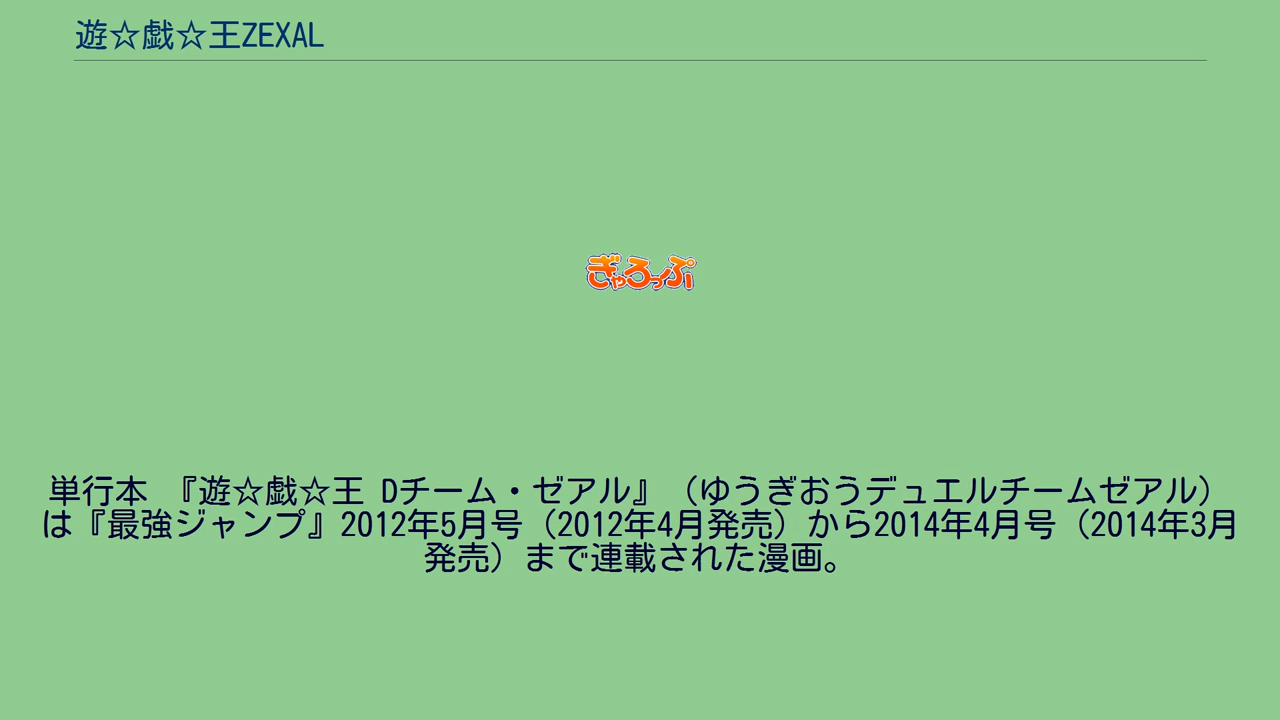 遊☆戯☆王ZEXAL
ぎゃろっぷ
単行本 『遊☆戯☆王 Dチーム・ゼアル』（ゆうぎおうデュエルチームゼアル）
は『最強ジャンプ』2012年5月号（2012年4月発売）から2014年4月号（2014年3月
発売）まで連載された漫画。